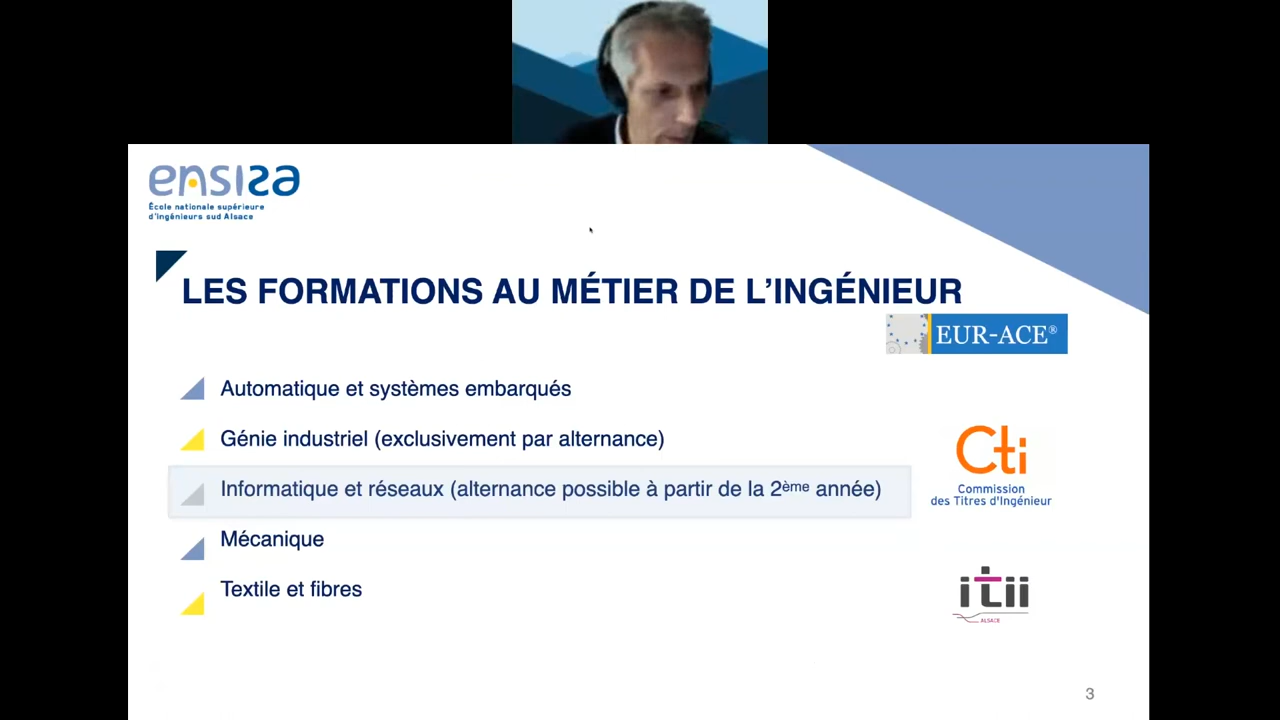 ensisa
École nationale supérieure
d'ingénieurs sud Alsace
LES FORMATIONS AU MÉTIER DE L'INGÉNIEUR
EUR-ACE®
Automatique et systèmes embarqués
Génie industriel (exclusivement par alternance)
Informatique et réseaux (alternance possible à partir de la 2ème année)
Mécanique
Textile et fibres
Cti
Commission
des Titres d'Ingénieur
itii
ALSACE
3